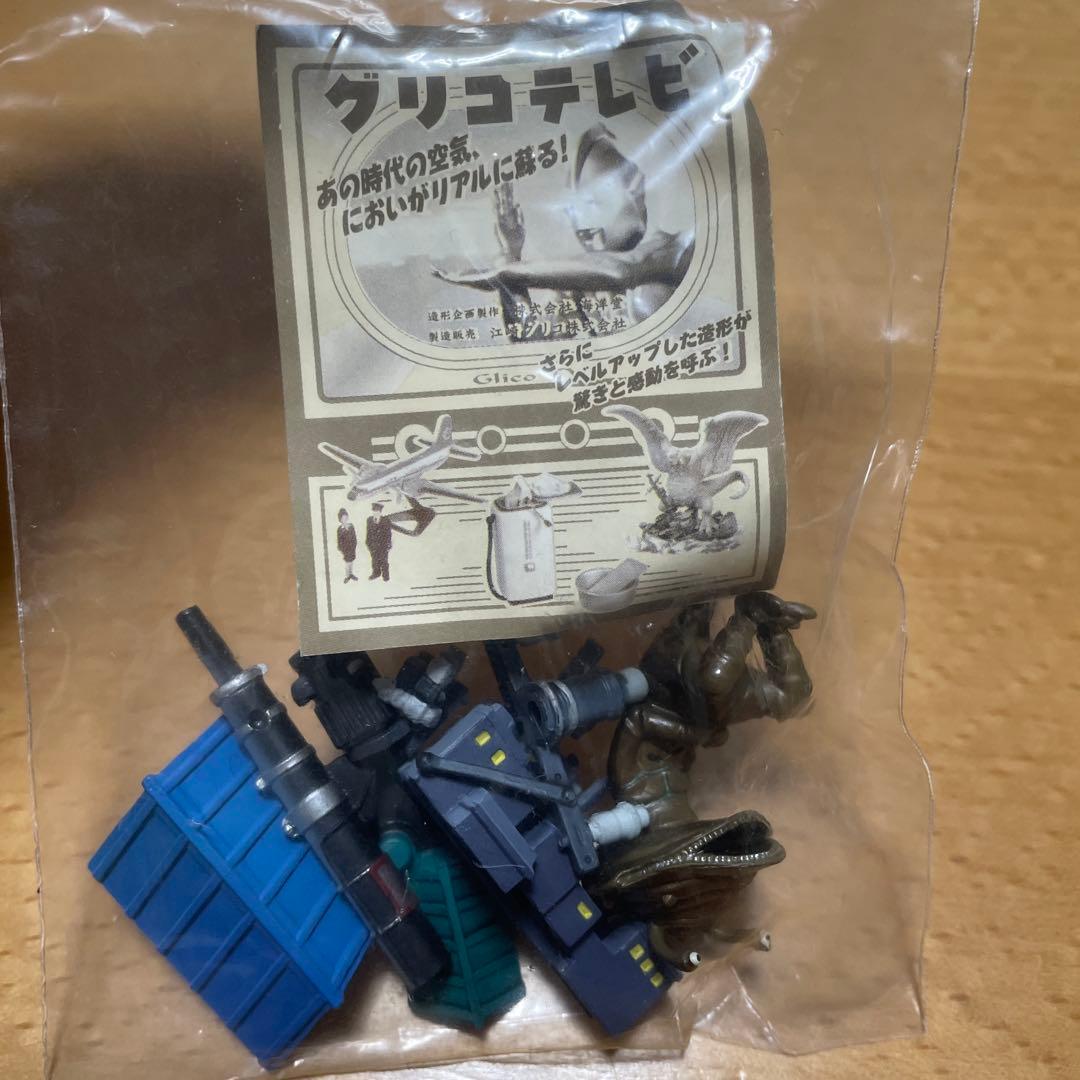 グリコテレビ
あの時代の空気、
においがリアルに蘇る!
造形企画製作 株式会社 海洋堂
製造販売 江崎グリコ株式会社
Glico
さらに
レベルアップした造形が
驚きと感動を呼ぶ!